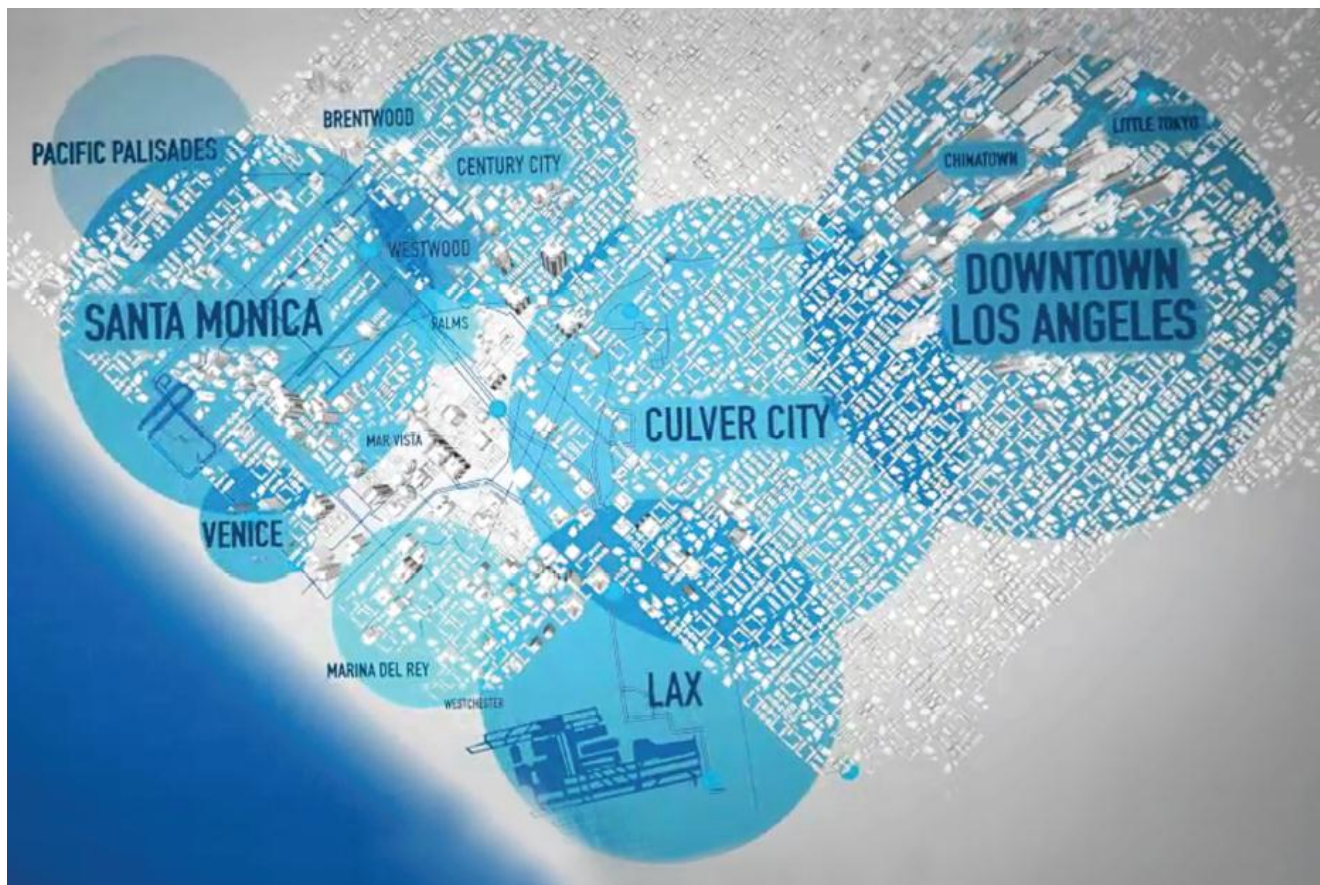 BRENTWOOD
PACIFIC PALISADES
CENTURY CITY
LITTLE TOKYO
CHINATOWN
WESTWOOD
DOWNTOWN
LOS ANGELES
SANTA MONICA
PALMS
CULVER CITY
MAR VISTA
VENICE
MARINA DEL REY
LAX
WESTCHESTER